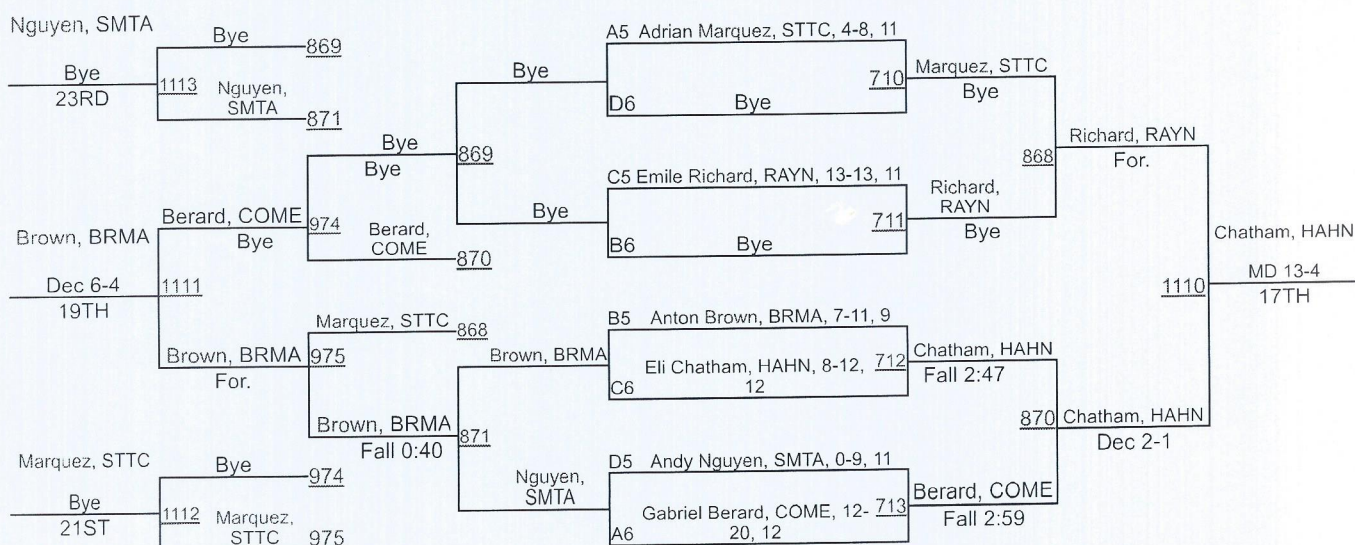 Nguyen, SMTA
Bye
869
Bye
23RD
1113
Nguyen,
SMTA
871
Bye
Bye
869
Berard, COME
Bye
974
Berard,
COME
870
Brown, BRMA
Dec 6-4
19TH
1111
Brown, BRMA
For.
975
Marquez, STTC
868
Brown, BRMA
Fall 0:40
871
Marquez, STTC
Bye
974
Bye
21ST
1112
Marquez,
STTC
975
Bye
Bye
Brown, BRMA
Nguyen,
SMTA
A5 Adrian Marquez, STTC, 4-8, 11
710
D6 Bye
C5 Emile Richard, RAYN, 13-13, 11
711
B6 Bye
B5 Anton Brown, BRMA, 7-11, 9
Eli Chatham, HAHN, 8-12, 712
C6 12
D5 Andy Nguyen, SMTA, 0-9, 11
Gabriel Berard, COME, 12- 713
A6 20, 12
Marquez, STTC
Bye
868
Richard,
RAYN
Bye
Chatham, HAHN
Fall 2:47
870
Berard, COME
Fall 2:59
Richard, RAYN
For.
1110
Chatham, HAHN
Dec 2-1
Chatham, HAHN
MD 13-4
17TH